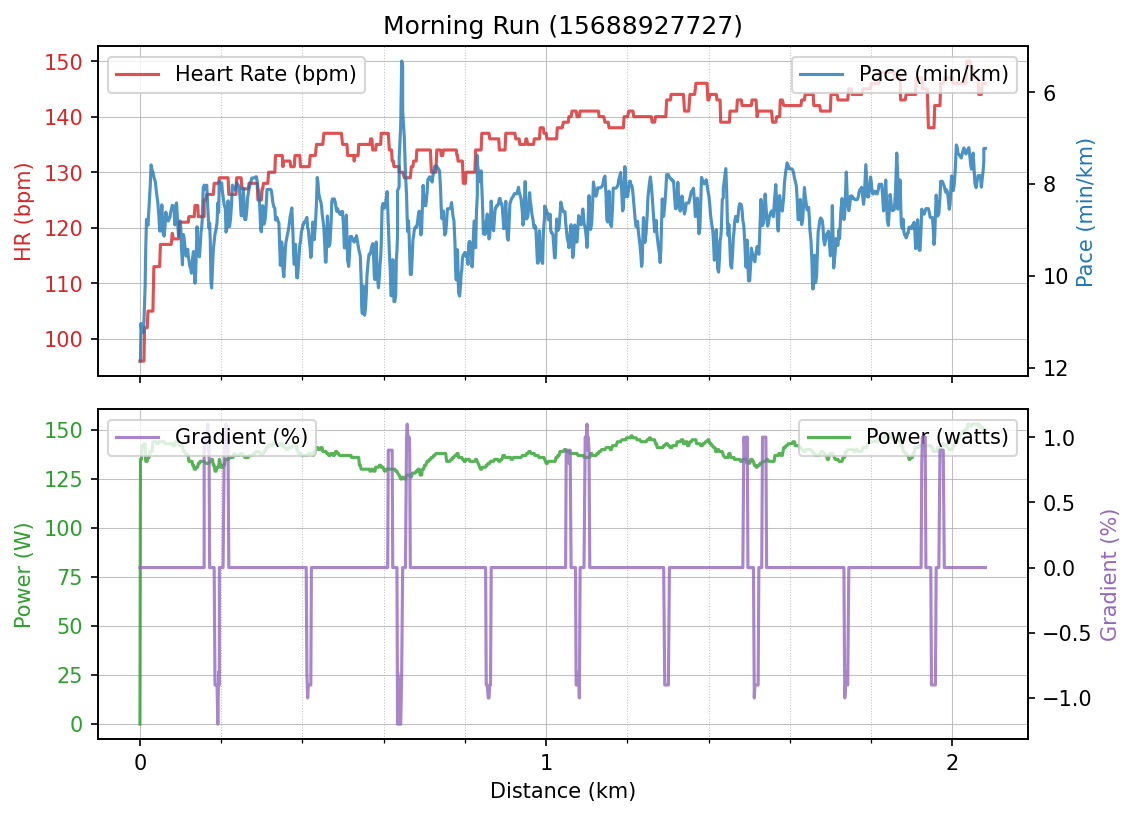 Morning Run (15688927727)
Heart Rate (bpm)
Pace (min/km)
HR (bpm)
150
140
130
120
110
100
6
8
10
12
Pace (min/km)
Gradient (%)
Power (watts)
Power (W)
150
125
100
75
50
25
0
1.0
0.5
0.0
−0.5
−1.0
Gradient (%)
0 1 2
Distance (km)